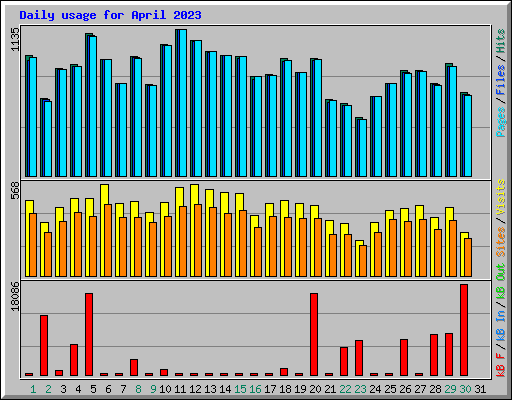 Daily usage for April 2023
1135
Pages / Files / Hits
568
Sites / Visits
18086
kB F / kB In / kB Out
1 2 3 4 5 6 7 8 9 10 11 12 13 14 15 16 17 18 19 20 21 22 23 24 25 26 27 28 29 30 31